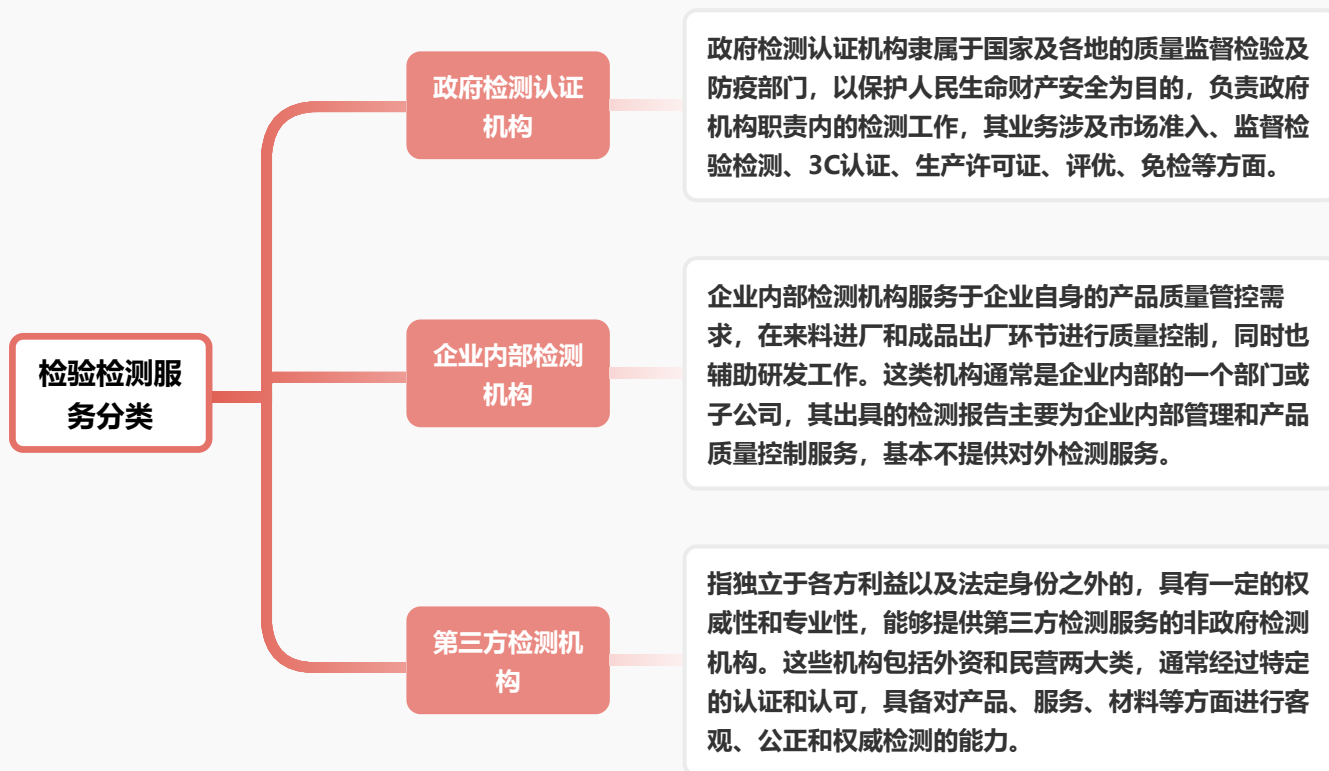 检验检测服
务分类
政府检测认证
机构
政府检测认证机构隶属于国家及各地的质量监督检验及
防疫部门，以保护人民生命财产安全为目的，负责政府
机构职责内的检测工作，其业务涉及市场准入、监督检
验检测、3C认证、生产许可证、评优、免检等方面。
企业内部检测
机构
企业内部检测机构服务于企业自身的产品质量管控需
求，在来料进厂和成品出厂环节进行质量控制，同时也
辅助研发工作。这类机构通常是企业内部的一个部门或
子公司，其出具的检测报告主要为企业内部管理和产品
质量控制服务，基本不提供对外检测服务。
第三方检测机
构
指独立于各方利益以及法定身份之外的，具有一定的权
威性和专业性，能够提供第三方检测服务的非政府检测
机构。这些机构包括外资和民营两大类，通常经过特定
的认证和认可，具备对产品、服务、材料等方面进行客
观、公正和权威检测的能力。